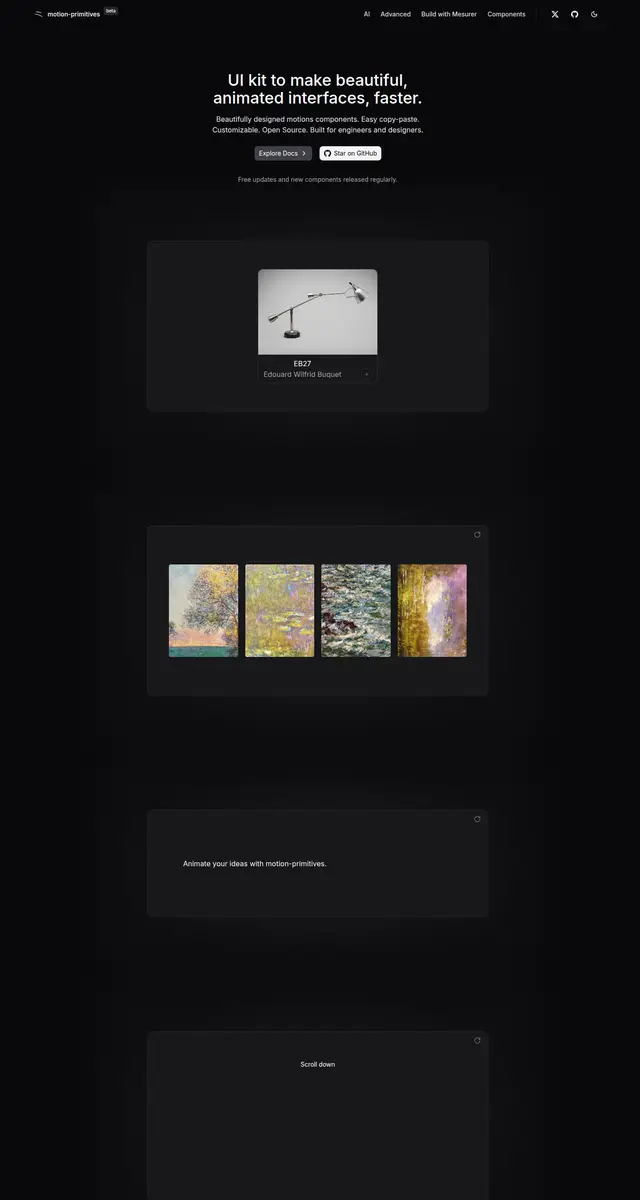 motion-primitives beta
AI Advanced Build with Mesurer Components
UI kit to make beautiful,
animated interfaces, faster.
Beautifully designed motions components. Easy copy-paste.
Customizable. Open Source. Built for engineers and designers.
Explore Docs Star on GitHub
Free updates and new components released regularly.
EB27
Edouard Wilfrid Buquet
Animate your ideas with motion-primitives.
Scroll down